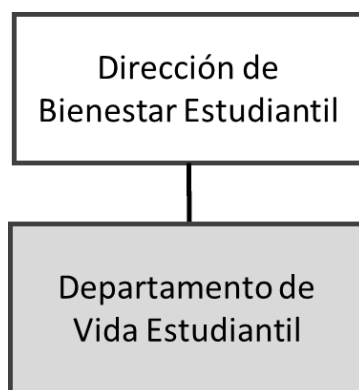 Dirección de
Bienestar Estudiantil
Departamento de
Vida Estudiantil